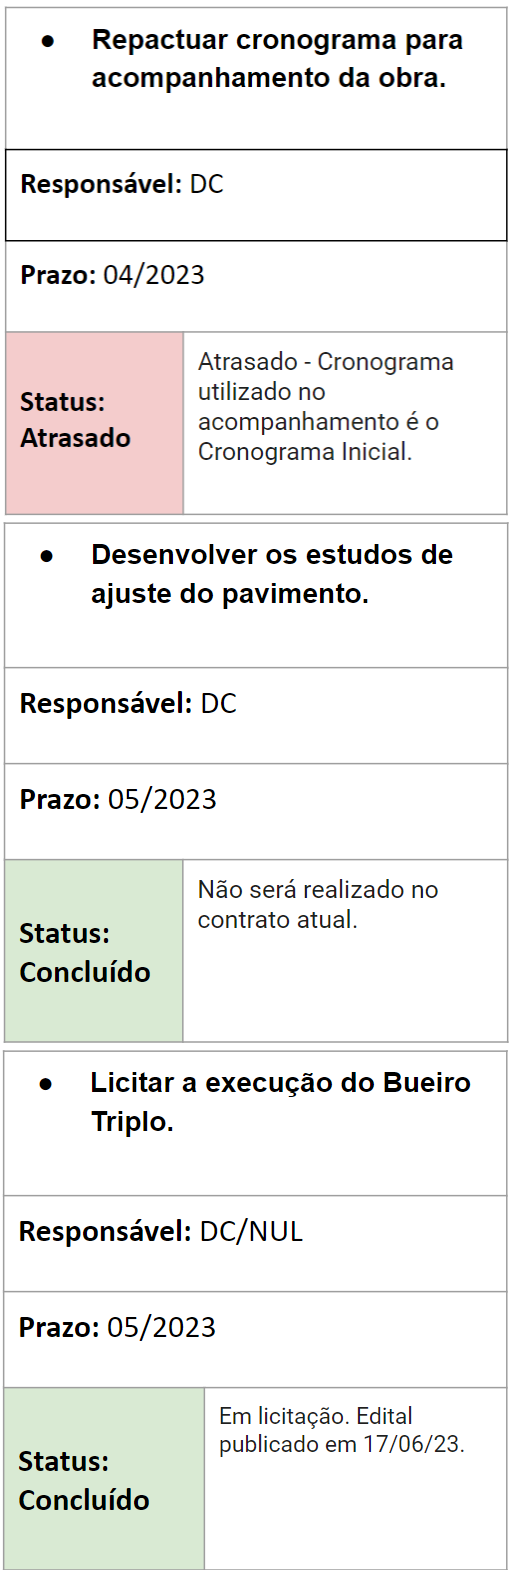 ● Repactuar cronograma para
acompanhamento da obra.
Responsável: DC
Prazo: 04/2023
Status:
Atrasado
Atrasado - Cronograma
utilizado no
acompanhamento é o
Cronograma Inicial.
● Desenvolver os estudos de
ajuste do pavimento.
Responsável: DC
Prazo: 05/2023
Status:
Concluído
Não será realizado no
contrato atual.
● Licitar a execução do Bueiro
Triplo.
Responsável: DC/NUL
Prazo: 05/2023
Status:
Concluído
Em licitação. Edital
publicado em 17/06/23.